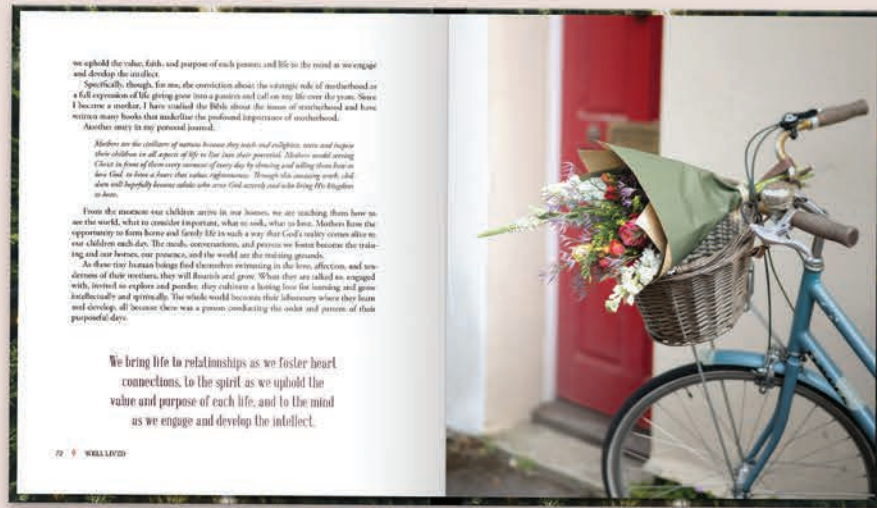 we uphold the value, faith, and purpose of each person; and life to the mind as we engage
and develop the intellect.
Specifically, though, for me, the conviction about the strategic role of motherhood as
a full expression of life giving grew into a passion and call on my life over the years. Since
I became a mother, I have studied the Bible about the issues of motherhood and have
written many books that underline the profound importance of motherhood.
Another entry in my personal journal:
Mothers are the civilizers of nations because they teach and enlighten, train and inspire
their children in all aspects of life to live into their potential. Mothers model serving
Christ in front of them every moment of every day by showing and telling them how to
love God, to have a heart that values righteousness. Through this amazing work, chil-
dren will hopefully become adults who serve God actively and who bring His kingdom
to bear.
From the moment our children arrive in our homes, we are teaching them how to
see the world, what to consider important, what to seek, what to love. Mothers have the
opportunity to form home and family life in such a way that God's reality comes alive to
our children each day. The meals, conversations, and prayers we foster become the train-
ing and our homes, our presence, and the world are the training grounds.
As these tiny human beings find themselves swimming in the love, affection, and ten-
derness of their mothers, they will flourish and grow. When they are talked to, engaged
with, invited to explore and ponder, they cultivate a lasting love for learning and grow
intellectually and spiritually. The whole world becomes their laboratory where they learn
and develop, all because there was a person conducting the order and pattern of their
purposeful days.
We bring life to relationships as we foster heart
connections, to the spirit as we uphold the
value and purpose of each life, and to the mind
as we engage and develop the intellect.
72 WELL LIVED